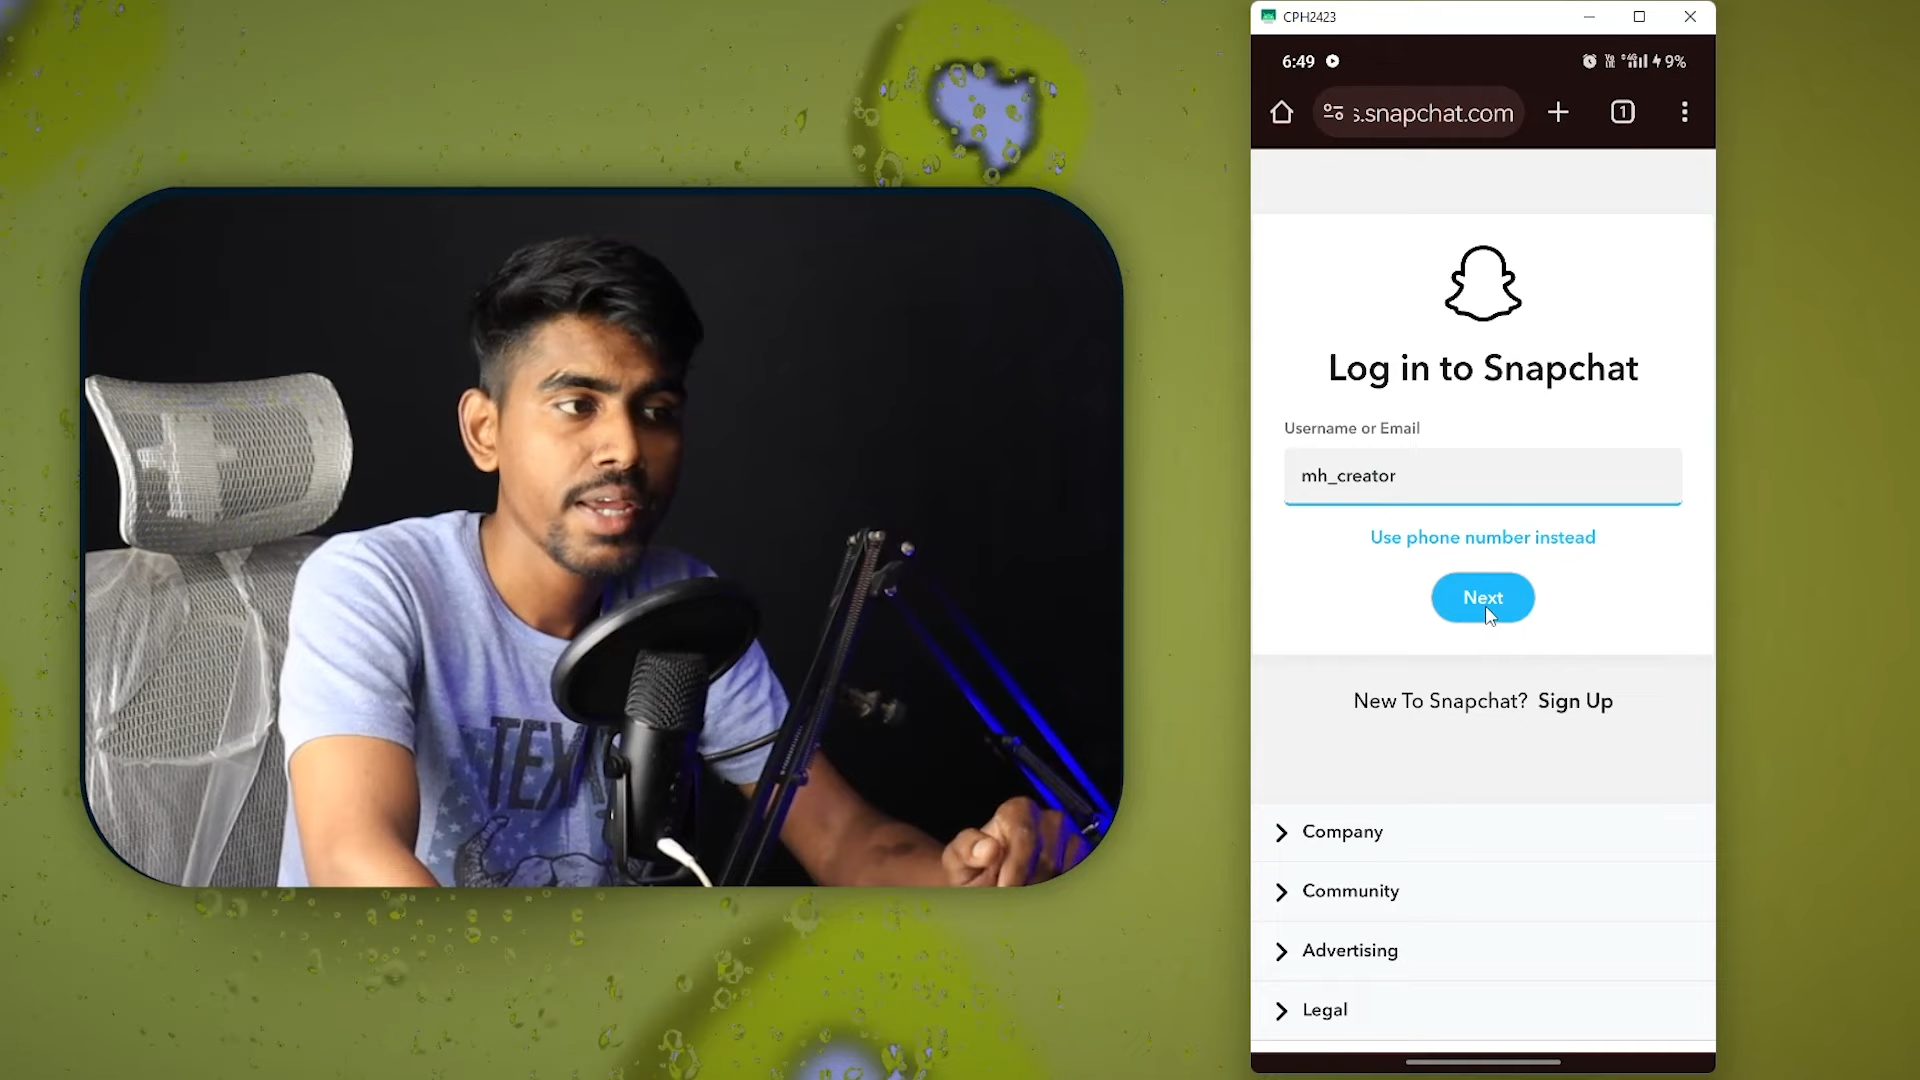 CPH2423
6:49
9%
s.snapchat.com
1
Log in to Snapchat
Username or Email
mh_creator
Use phone number instead
Next
New To Snapchat? Sign Up
Company
Community
Advertising
Legal